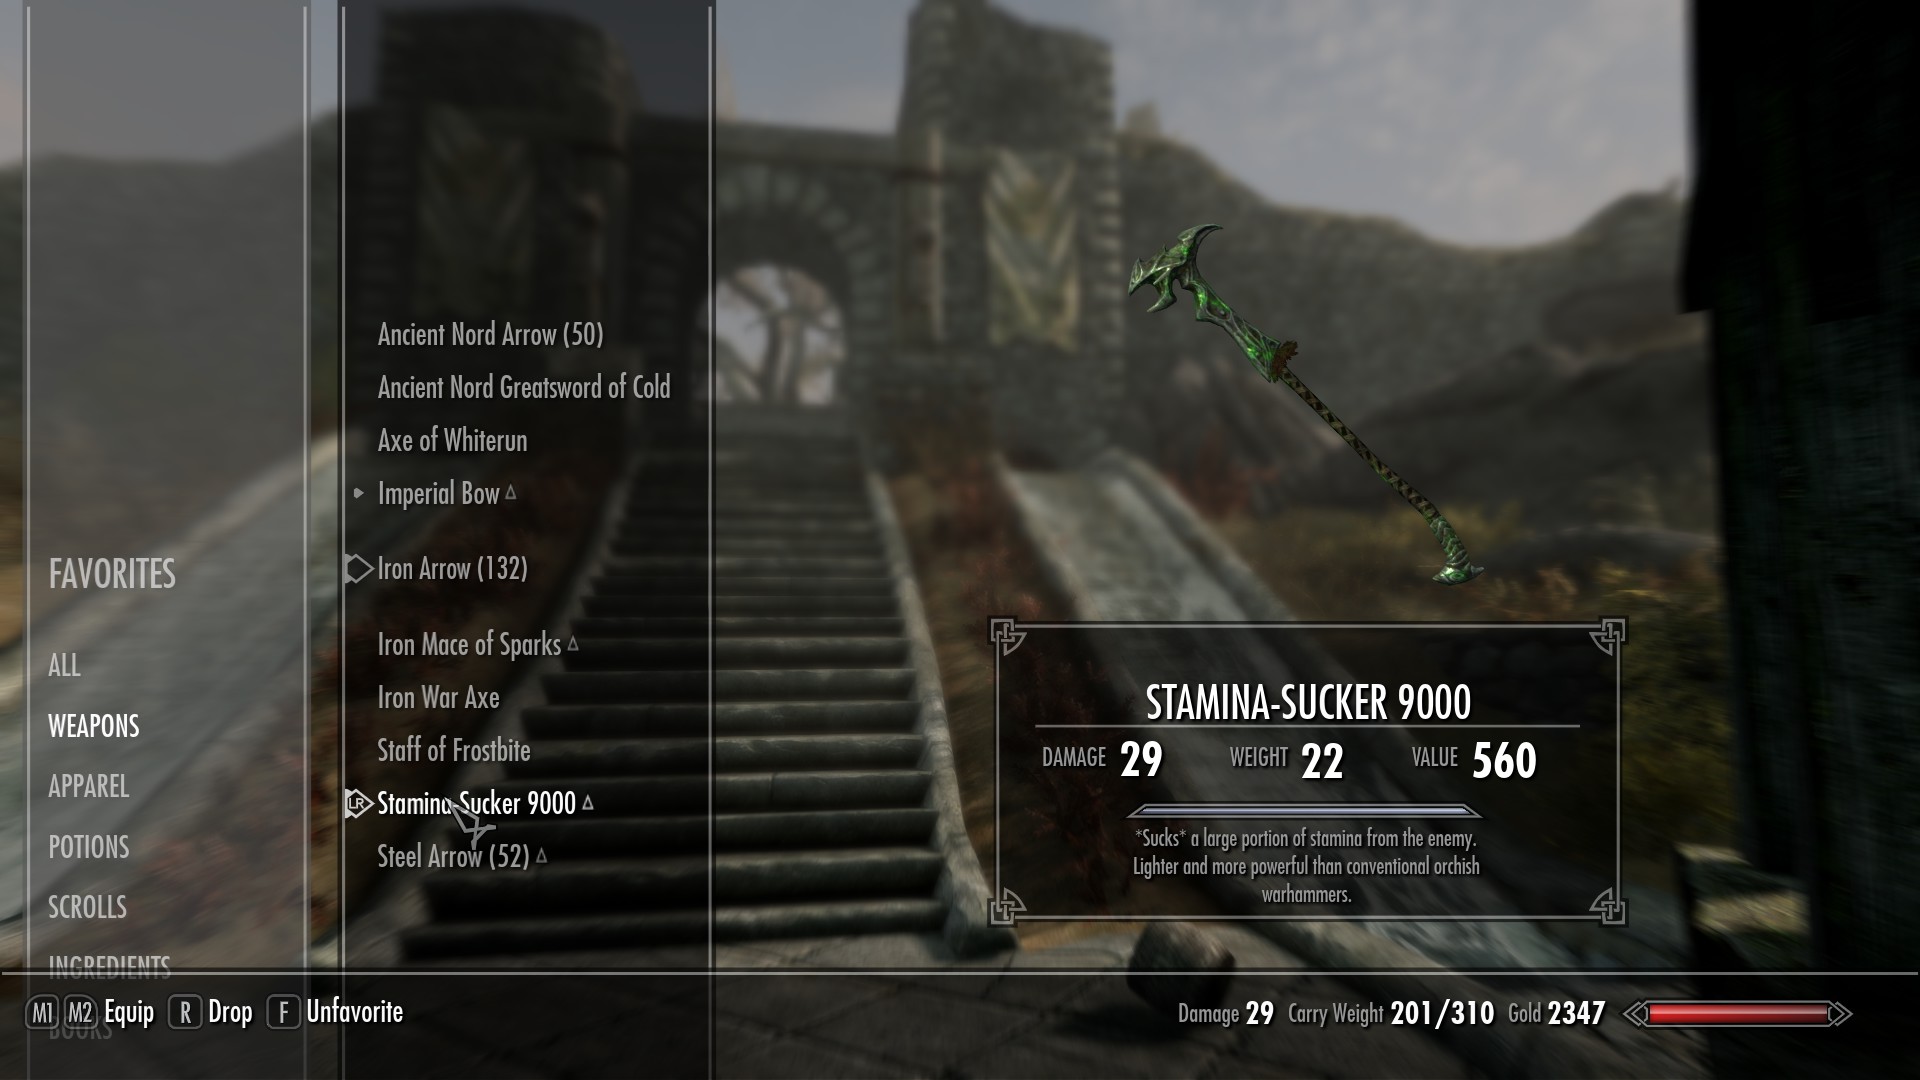 FAVORITES
ALL
WEAPONS
APPAREL
POTIONS
SCROLLS
INGREDIENTS
BOOKS
Ancient Nord Arrow (50)
Ancient Nord Greatsword of Cold
Axe of Whiterun
Imperial Bow
Iron Arrow (132)
Iron Mace of Sparks
Iron War Axe
Staff of Frostbite
LR Stamina-Sucker 9000
Steel Arrow (52)
STAMINA-SUCKER 9000
DAMAGE 29 WEIGHT 22 VALUE 560
*Sucks* a large portion of stamina from the enemy.
Lighter and more powerful than conventional orchish
warhammers.
M1 M2 Equip R Drop F Unfavorite
Damage 29 Carry Weight 201/310 Gold 2347